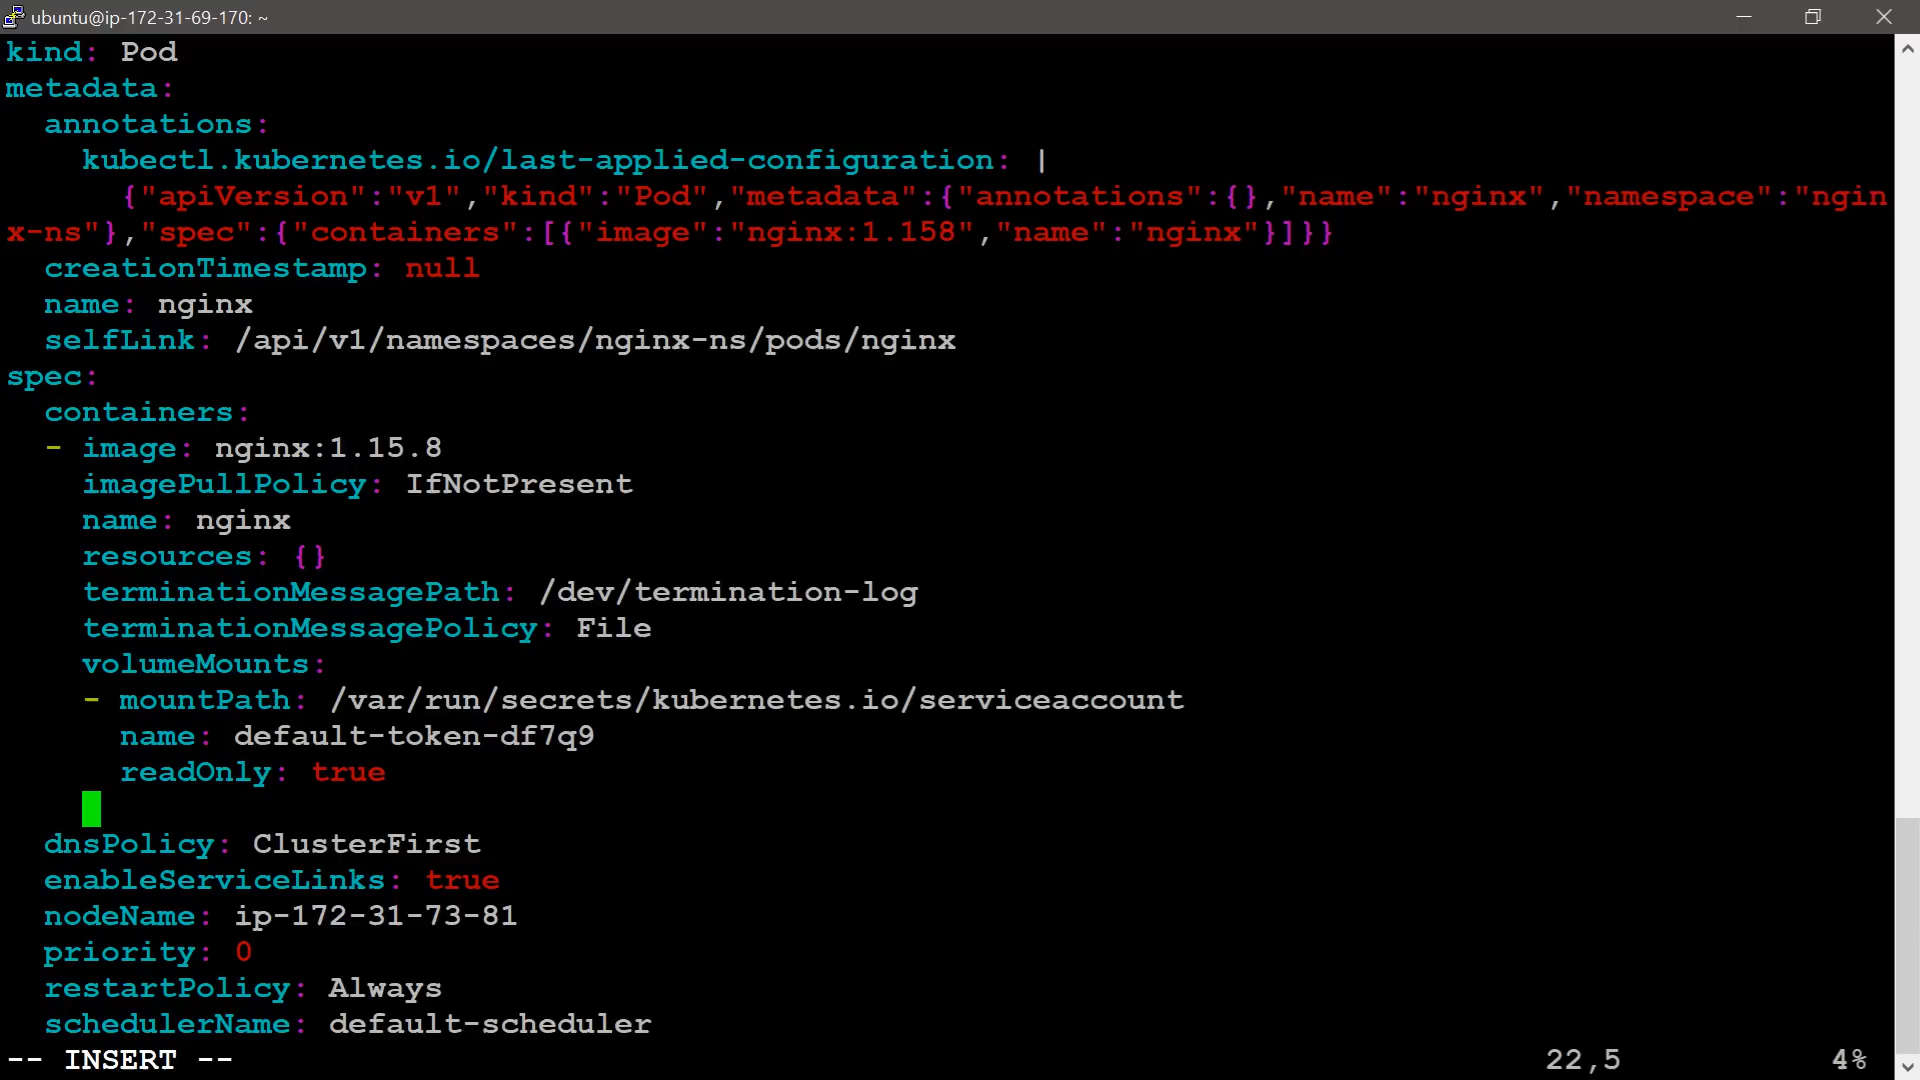 ubuntu@ip-172-31-69-170: ~
kind: Pod
metadata:
  annotations:
    kubectl.kubernetes.io/last-applied-configuration: |
      {"apiVersion":"v1","kind":"Pod","metadata":{"annotations":{},"name":"nginx","namespace":"ngin
x-ns"},"spec":{"containers":[{"image":"nginx:1.158","name":"nginx"}]}}
  creationTimestamp: null
  name: nginx
  selfLink: /api/v1/namespaces/nginx-ns/pods/nginx
spec:
  containers:
  - image: nginx:1.15.8
    imagePullPolicy: IfNotPresent
    name: nginx
    resources: {}
    terminationMessagePath: /dev/termination-log
    terminationMessagePolicy: File
    volumeMounts:
    - mountPath: /var/run/secrets/kubernetes.io/serviceaccount
      name: default-token-df7q9
      readOnly: true
  dnsPolicy: ClusterFirst
  enableServiceLinks: true
  nodeName: ip-172-31-73-81
  priority: 0
  restartPolicy: Always
  schedulerName: default-scheduler
-- INSERT -- 22,5 4%